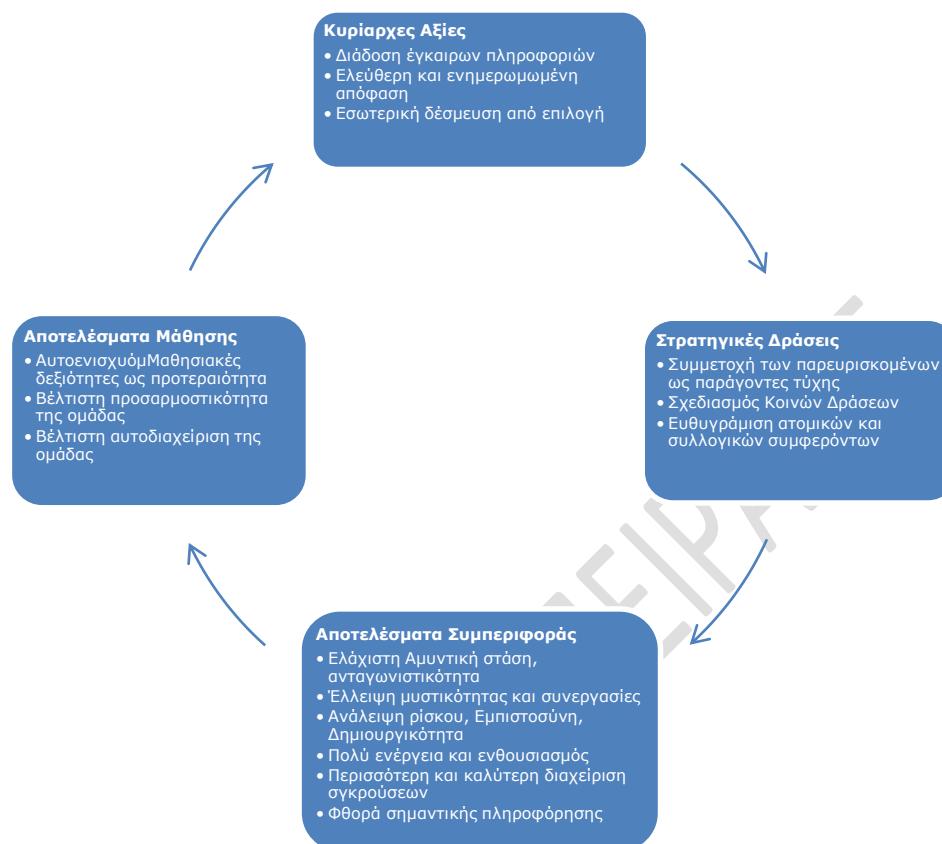 Κυρίαρχες Αξίες
• Διάδοση έγκαιρων πληροφοριών
• Ελεύθερη και ενημερωμωμένη
απόφαση
• Εσωτερική δέσμευση από επιλογή
Στρατηγικές Δράσεις
• Συμμετοχή των παρευρισκομένων
ως παράγοντες τύχης
• Σχεδιασμός Κοινών Δράσεων
• Ευθυγράμιση ατομικών και
συλλογικών συμφερόντων
Αποτελέσματα Συμπεριφοράς
• Ελάχιστη Αμυντική στάση,
ανταγωνιστικότητα
• Έλλειψη μυστικότητας και συνεργασίες
• Ανάλειψη ρίσκου, Εμπιστοσύνη,
Δημιουργικότητα
• Πολύ ενέργεια και ενθουσιασμός
• Περισσότερη και καλύτερη διαχείριση
σγκρούσεων
• Φθορά σημαντικής πληροφόρησης
Αποτελέσματα Μάθησης
• ΑυτοενισχυόμΜαθησιακές
δεξιότητες ως προτεραιότητα
• Βέλτιστη προσαρμοστικότητα
της ομάδας
• Βέλτιστη αυτοδιαχείριση της
ομάδας